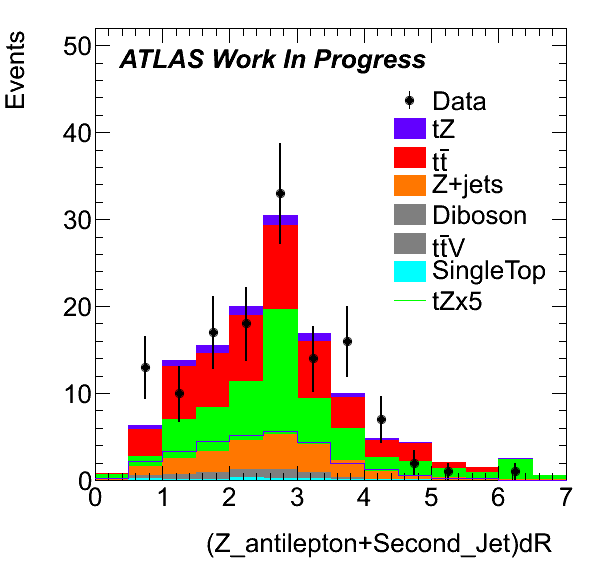 Events
50
40
30
20
10
0
ATLAS Work In Progress
Data
tZ
tt̄
Z+jets
Diboson
tt̄V
SingleTop
tZx5
0 1 2 3 4 5 6 7
(Z_antilepton+Second_Jet)dR